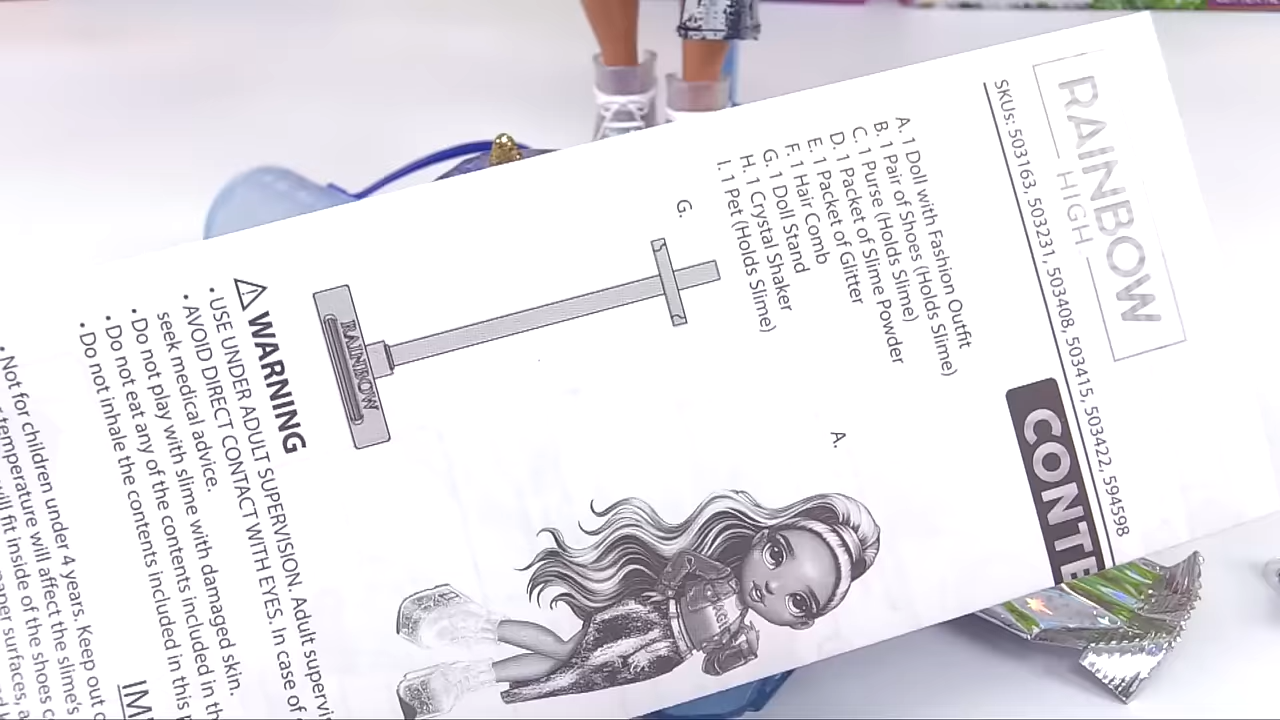 RAINBOW
HIGH
SKUs: 503163, 503231, 503408, 503415, 503422, 594598
CONTE
A. 1 Doll with Fashion Outfit
B. 1 Pair of Shoes (Holds Slime)
C. 1 Purse (Holds Slime)
D. 1 Packet of Slime Powder
E. 1 Packet of Glitter
F. 1 Hair Comb
G. 1 Doll Stand
H. 1 Crystal Shaker
I. 1 Pet (Holds Slime)
A.
G.
RAINBOW
⚠ WARNING
• USE UNDER ADULT SUPERVISION. Adult supervi
• AVOID DIRECT CONTACT WITH EYES. In case of
seek medical advice.
• Do not play with slime with damaged skin.
• Do not eat any of the contents included in th
• Do not inhale the contents included in this
IM
• Not for children under 4 years. Keep out
temperature will affect the slime's
will fit inside of the shoes
surfaces,